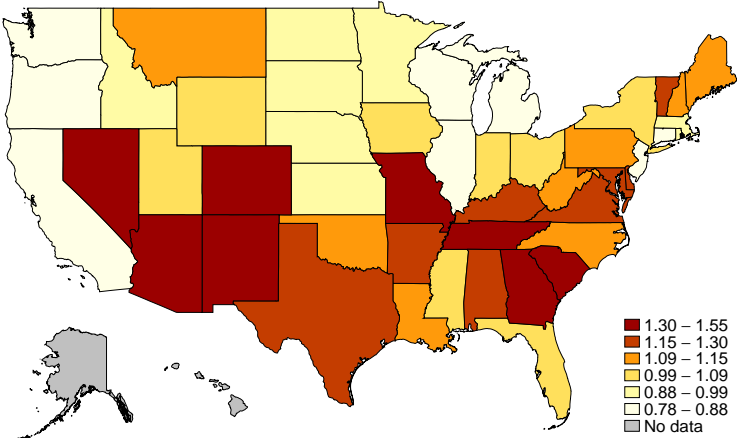 1.30 – 1.55
1.15 – 1.30
1.09 – 1.15
0.99 – 1.09
0.88 – 0.99
0.78 – 0.88
No data